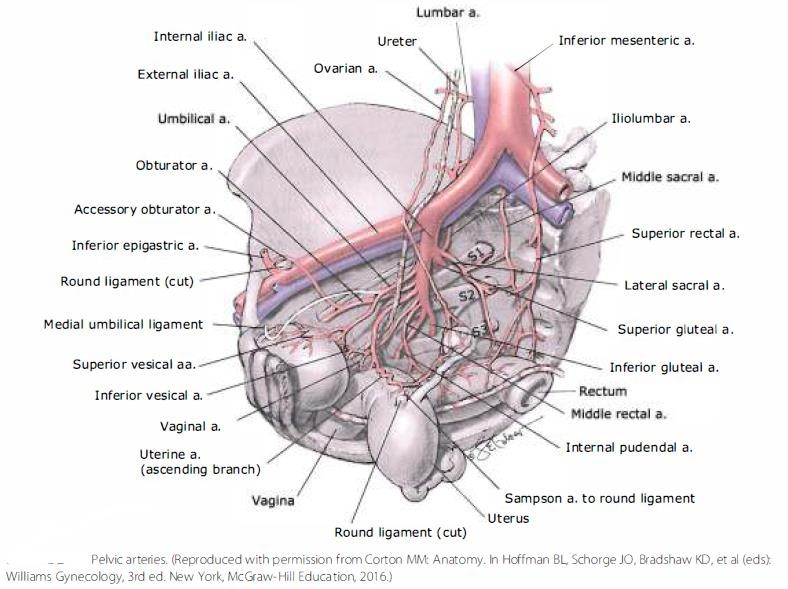 Lumbar a.
Internal iliac a.
Ureter
Inferior mesenteric a.
Ovarian a.
External iliac a.
Umbilical a.
Iliolumbar a.
Obturator a.
Middle sacral a.
Accessory obturator a.
Superior rectal a.
Inferior epigastric a.
S1
Round ligament (cut)
Lateral sacral a.
S2
Medial umbilical ligament
S3
Superior gluteal a.
Superior vesical aa.
Inferior gluteal a.
Inferior vesical a.
Rectum
Middle rectal a.
Vaginal a.
Internal pudendal a.
Uterine a.
(ascending branch)
Vagina
Sampson a. to round ligament
Uterus
Round ligament (cut)
Pelvic arteries. (Reproduced with permission from Corton MM: Anatomy. In Hoffman BL, Schorge JO, Bradshaw KD, et al (eds):
Williams Gynecology, 3rd ed. New York, McGraw-Hill Education, 2016.)